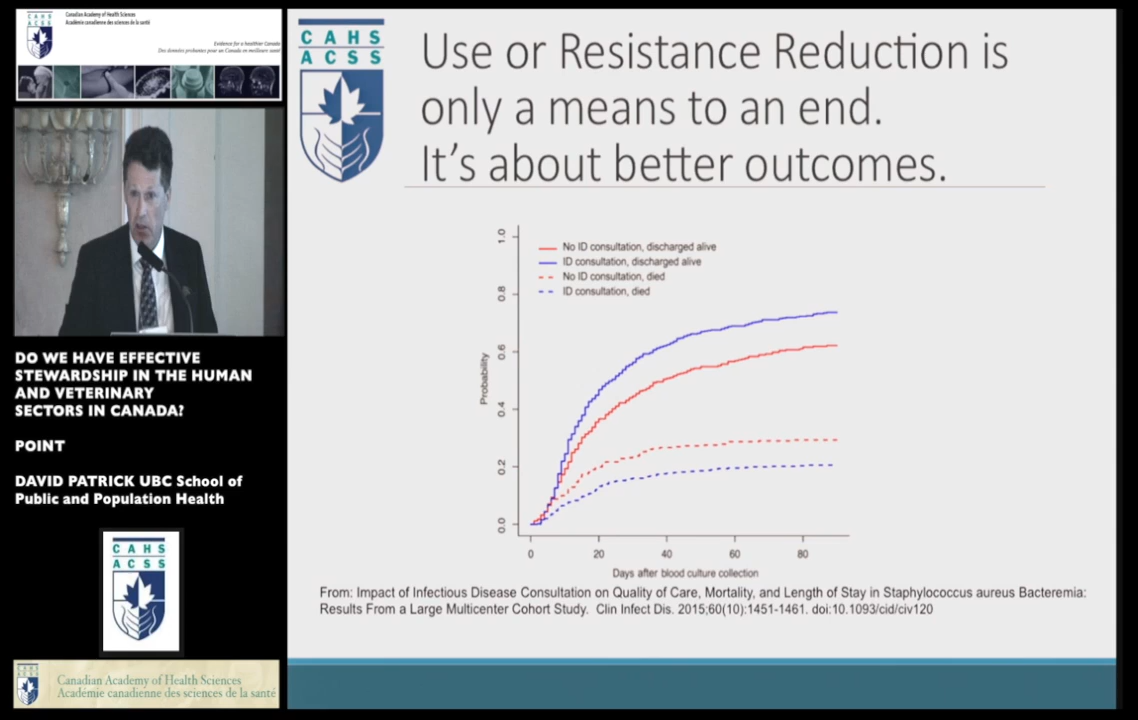 CAHS
ACSS
Canadian Academy of Health Sciences
Académie canadienne des sciences de la santé
Evidence for a healthier Canada
Des données probantes pour un Canada en meilleure santé
DO WE HAVE EFFECTIVE
STEWARDSHIP IN THE HUMAN
AND VETERINARY
SECTORS IN CANADA?
POINT
DAVID PATRICK UBC School of
Public and Population Health
CAHS
ACSS
Canadian Academy of Health Sciences
Académie canadienne des sciences de la santé
CAHS
ACSS
Use or Resistance Reduction is
only a means to an end.
It's about better outcomes.
No ID consultation, discharged alive
ID consultation, discharged alive
No ID consultation, died
ID consultation, died
Probability
1.0
0.8
0.6
0.4
0.2
0.0
0 20 40 60 80
Days after blood culture collection
From: Impact of Infectious Disease Consultation on Quality of Care, Mortality, and Length of Stay in Staphylococcus aureus Bacteremia:
Results From a Large Multicenter Cohort Study. Clin Infect Dis. 2015;60(10):1451-1461. doi:10.1093/cid/civ120